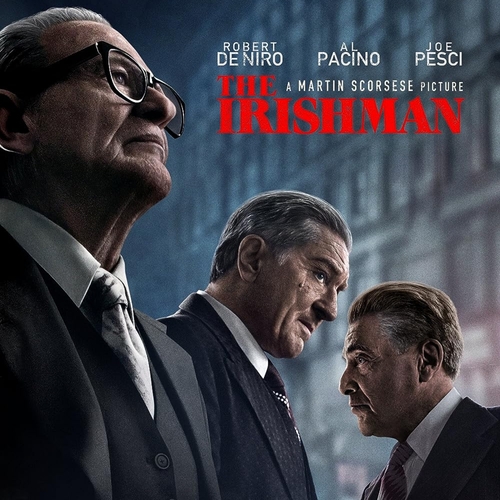 ROBERT DE NIRO
AL PACINO
JOE PESCI
THE
A MARTIN SCORSESE PICTURE
IRISHMAN